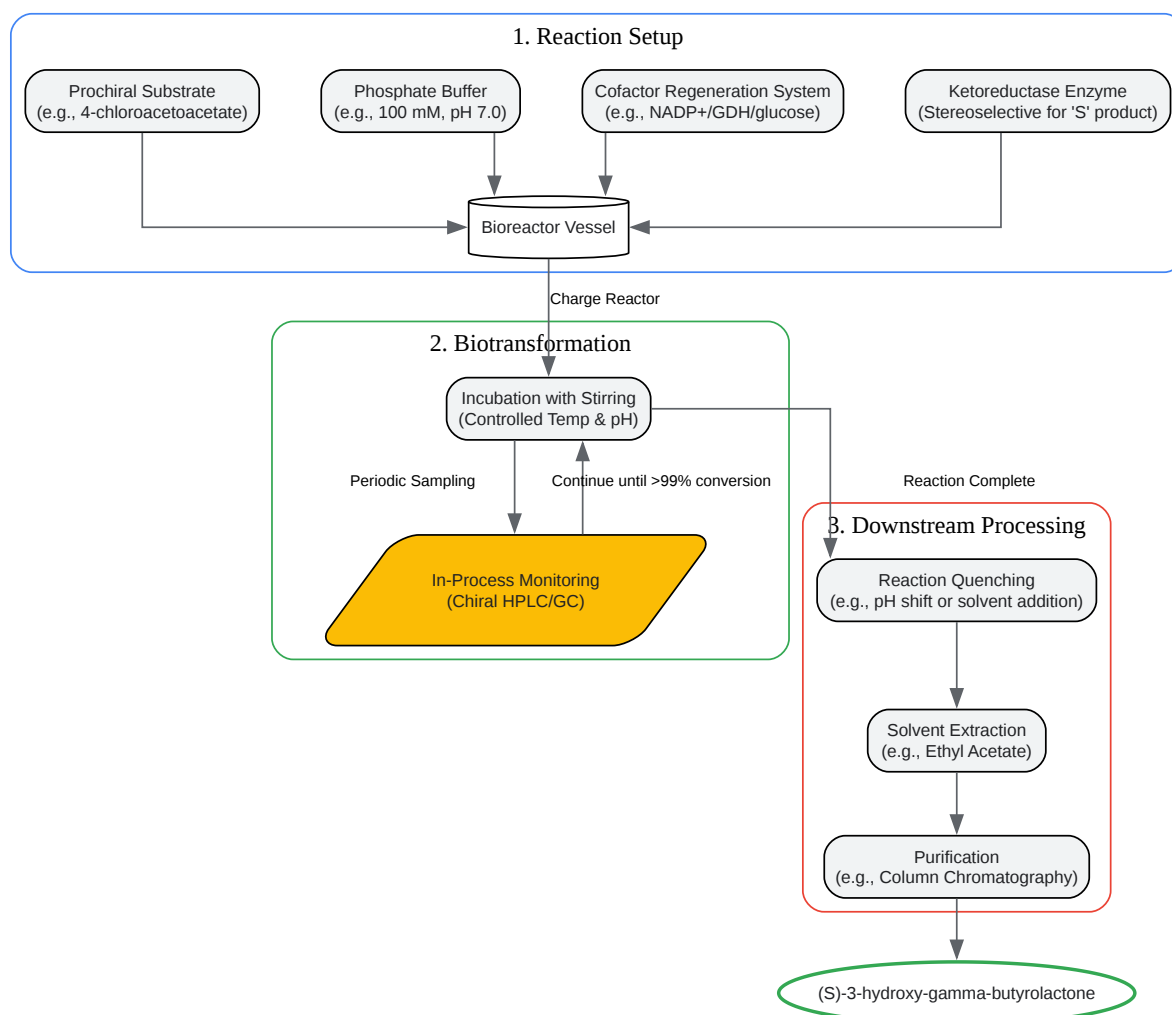 1. Reaction Setup
Prochiral Substrate
(e.g., 4-chloroacetoacetate)
Phosphate Buffer
(e.g., 100 mM, pH 7.0)
Cofactor Regeneration System
(e.g., NADP+/GDH/glucose)
Ketoreductase Enzyme
(Stereoselective for 'S' product)
Bioreactor Vessel
Charge Reactor
2. Biotransformation
Incubation with Stirring
(Controlled Temp & pH)
Periodic Sampling
Continue until >99% conversion
In-Process Monitoring
(Chiral HPLC/GC)
Reaction Complete
3. Downstream Processing
Reaction Quenching
(e.g., pH shift or solvent addition)
Solvent Extraction
(e.g., Ethyl Acetate)
Purification
(e.g., Column Chromatography)
(S)-3-hydroxy-gamma-butyrolactone